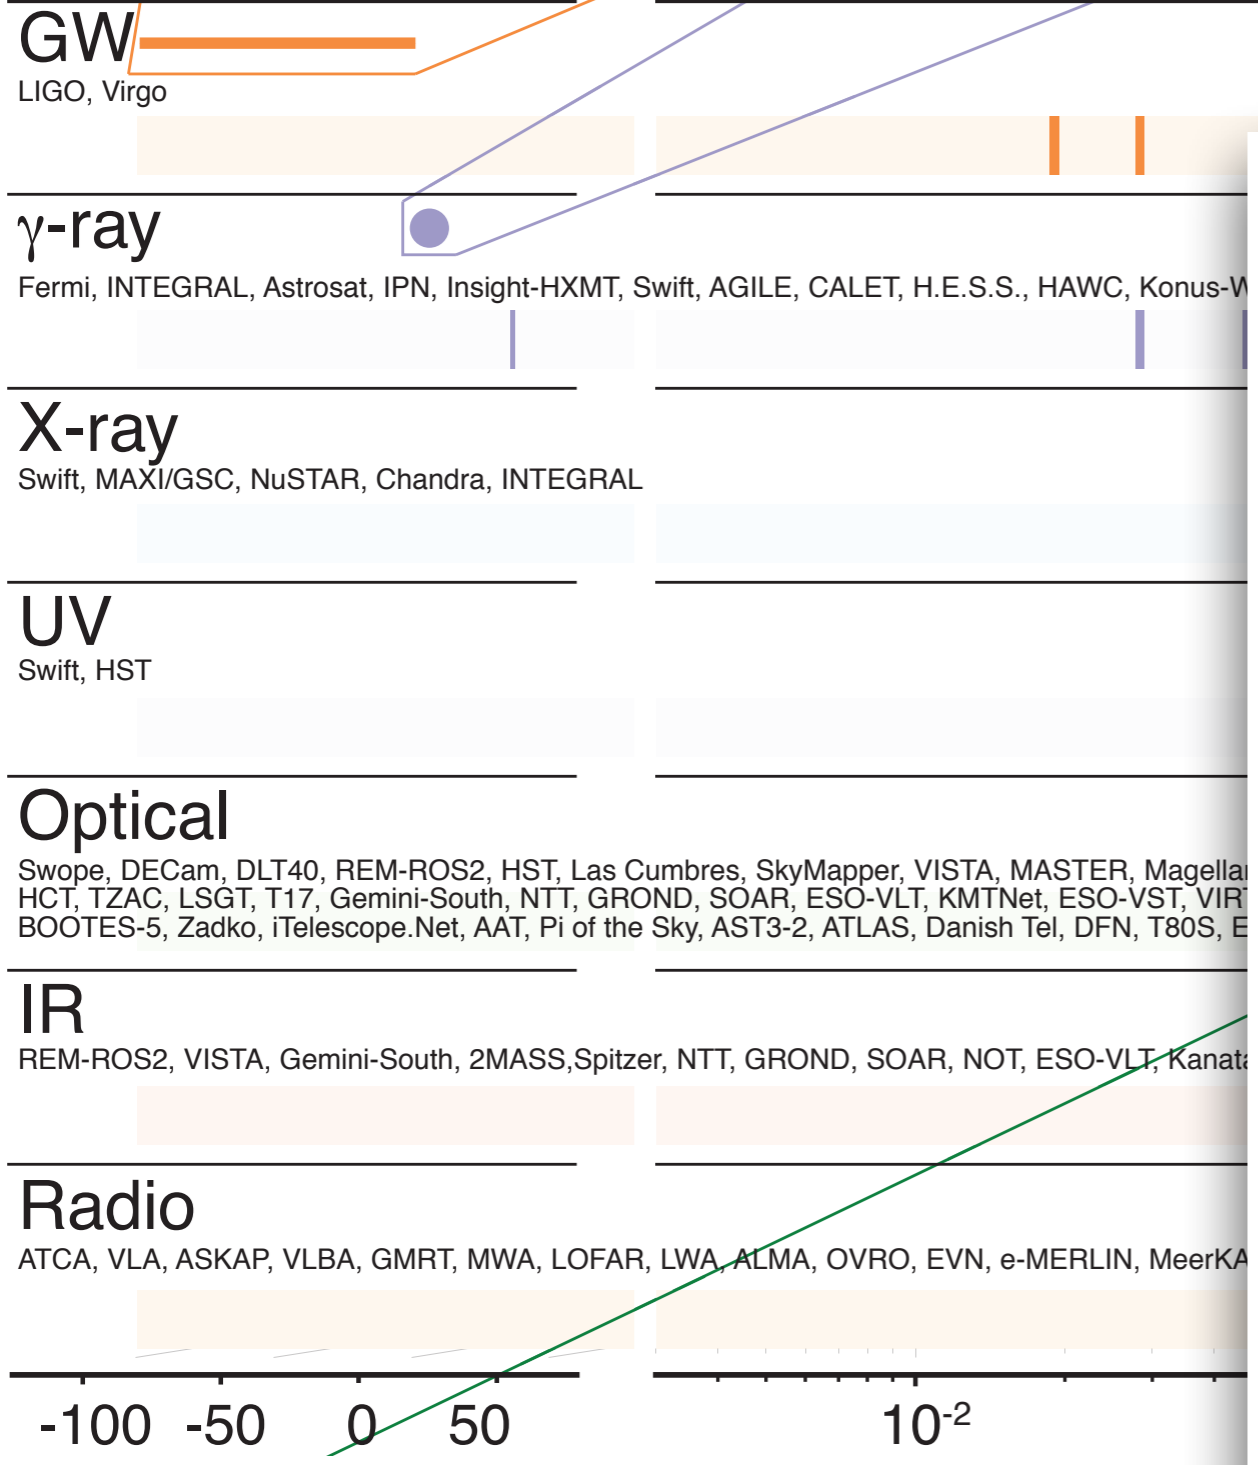 GW
LIGO, Virgo
γ-ray
Fermi, INTEGRAL, Astrosat, IPN, Insight-HXMT, Swift, AGILE, CALET, H.E.S.S., HAWC,
X-ray
Swift, MAXI/GSC, NuSTAR, Chandra, INTEGRAL
UV
Swift, HST
Optical
Swope, DECam, DLT40, REM-ROS2, HST, Las Cumbres, SkyMapper, VISTA, MASTER,
HCT, TZAC, LSGT, T17, Gemini-South, NTT, GROND, SOAR, ESO-VLT, KMTNet, ESO-VST,
BOOTES-5, Zadko, iTelescope.Net, AAT, Pi of the Sky, AST3-2, ATLAS, Danish Tel, DFN, T80S,
IR
REM-ROS2, VISTA, Gemini-South, 2MASS,Spitzer, NTT, GROND, SOAR, NOT, ESO-VLT,
Radio
ATCA, VLA, ASKAP, VLBA, GMRT, MWA, LOFAR, LWA, ALMA, OVRO, EVN, e-MERLIN,
-100 -50 0 50 10⁻²